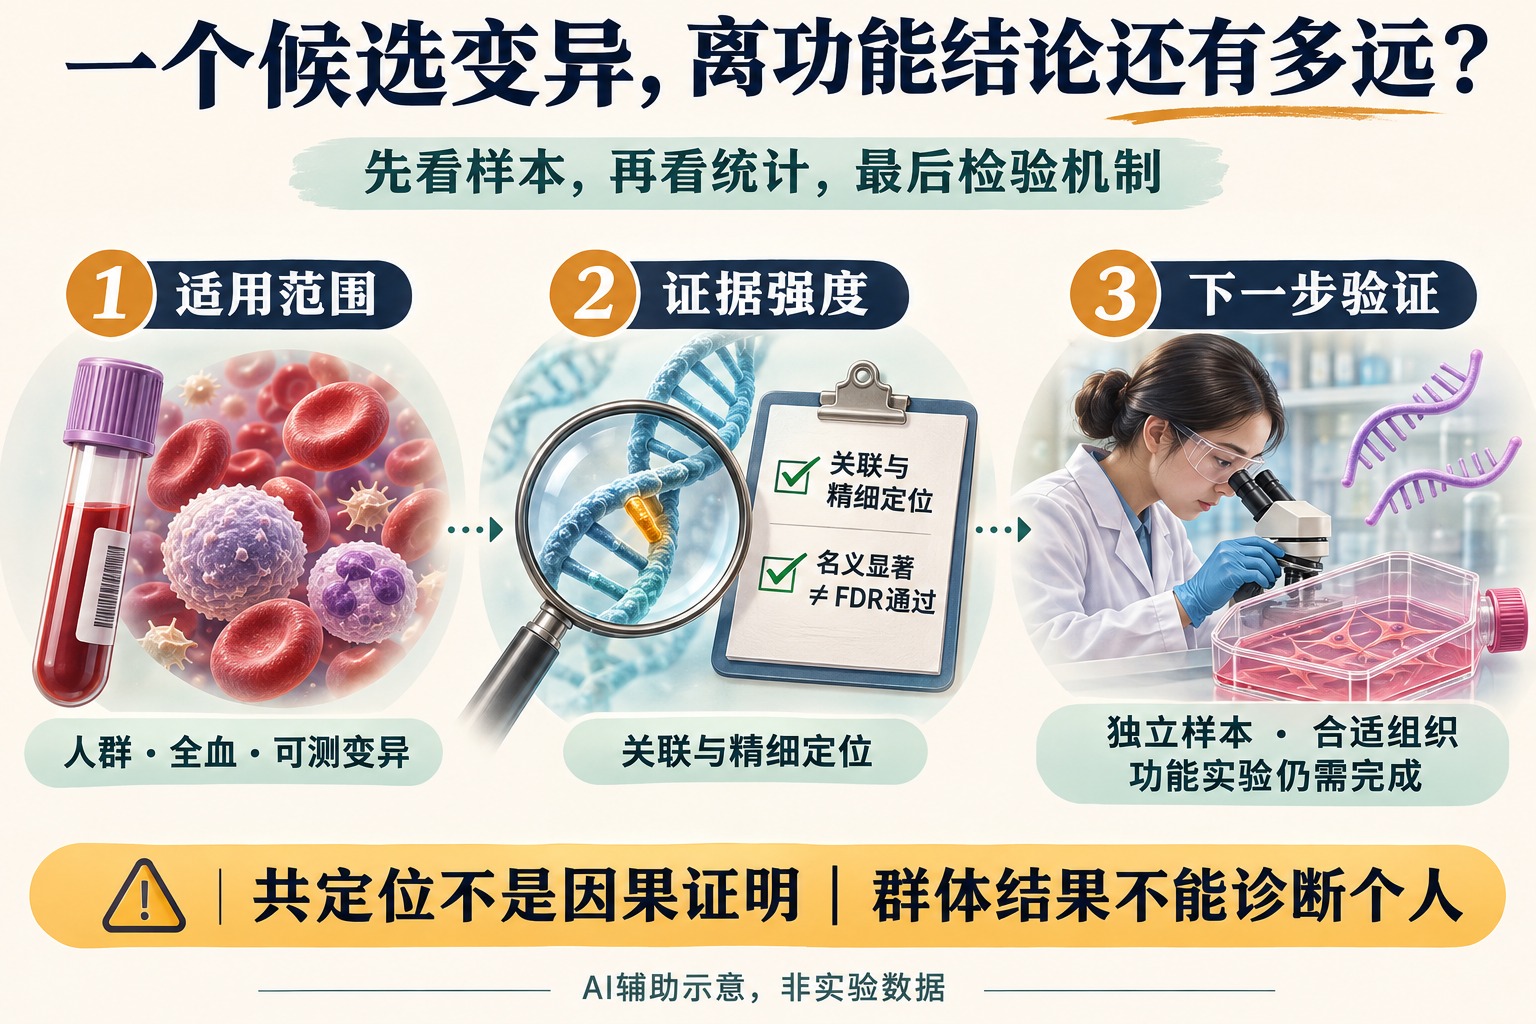 一个候选变异，离功能结论还有多远？
先看样本，再看统计，最后检验机制
1 适用范围
2 证据强度
3 下一步验证
关联与
精细定位
名义显著
≠ FDR通过
人群・全血・可测变异
关联与精细定位
独立样本 · 合适组织
功能实验仍需完成
! | 共定位不是因果证明 | 群体结果不能诊断个人
AI辅助示意，非实验数据